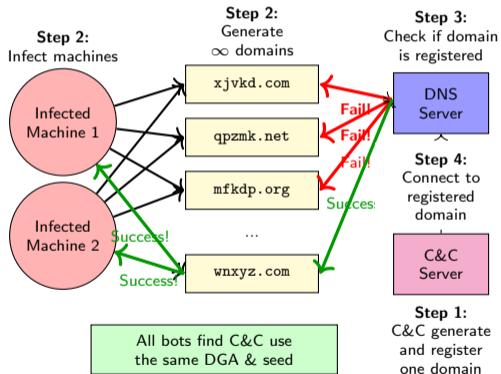 Step 2:
Infect machines
Step 2:
Generate
∞ domains
Step 3:
Check if domain
is registered
Infected
Machine 1
Infected
Machine 2
xjvkd.com
qpzmk.net
mfkdp.org
...
wnxyz.com
Fail!
Fail!
Fail!
Success!
Success!
Success!
DNS
Server
Step 4:
Connect to
registered
domain
C&C
Server
Step 1:
C&C generate
and register
one domain
All bots find C&C use
the same DGA & seed